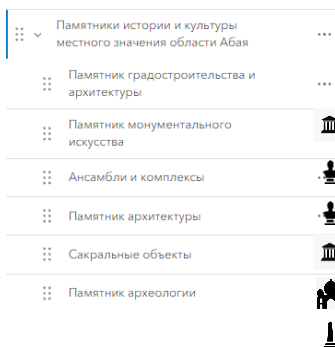 Памятники истории и культуры
местного значения области Абая
Памятник градостроительства и
архитектуры
Памятник монументального
искусства
Ансамбли и комплексы
Памятник архитектуры
Сакральные объекты
Памятник археологии